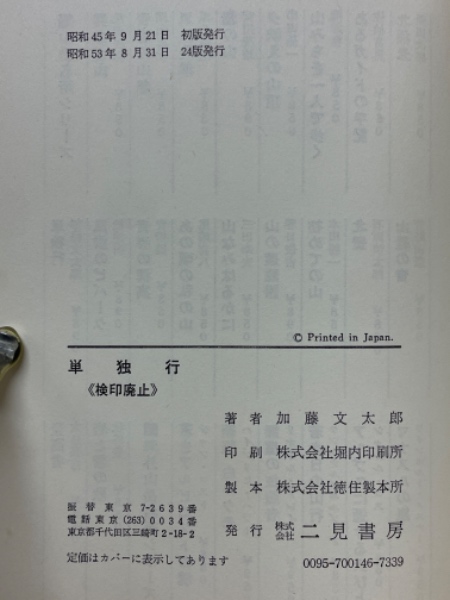 昭和45年9月21日 初版発行
昭和53年8月31日 24版発行
© Printed in Japan.
単独行
《検印廃止》
著者 加藤文太郎
印刷 株式会社堀内印刷所
製本 株式会社徳住製本所
振替東京 7-2639番
電話東京 (263) 0034番
東京都千代田区三崎町2-18-2
発行 株式会社 二見書房
定価はカバーに表示してあります
0095-700146-7339